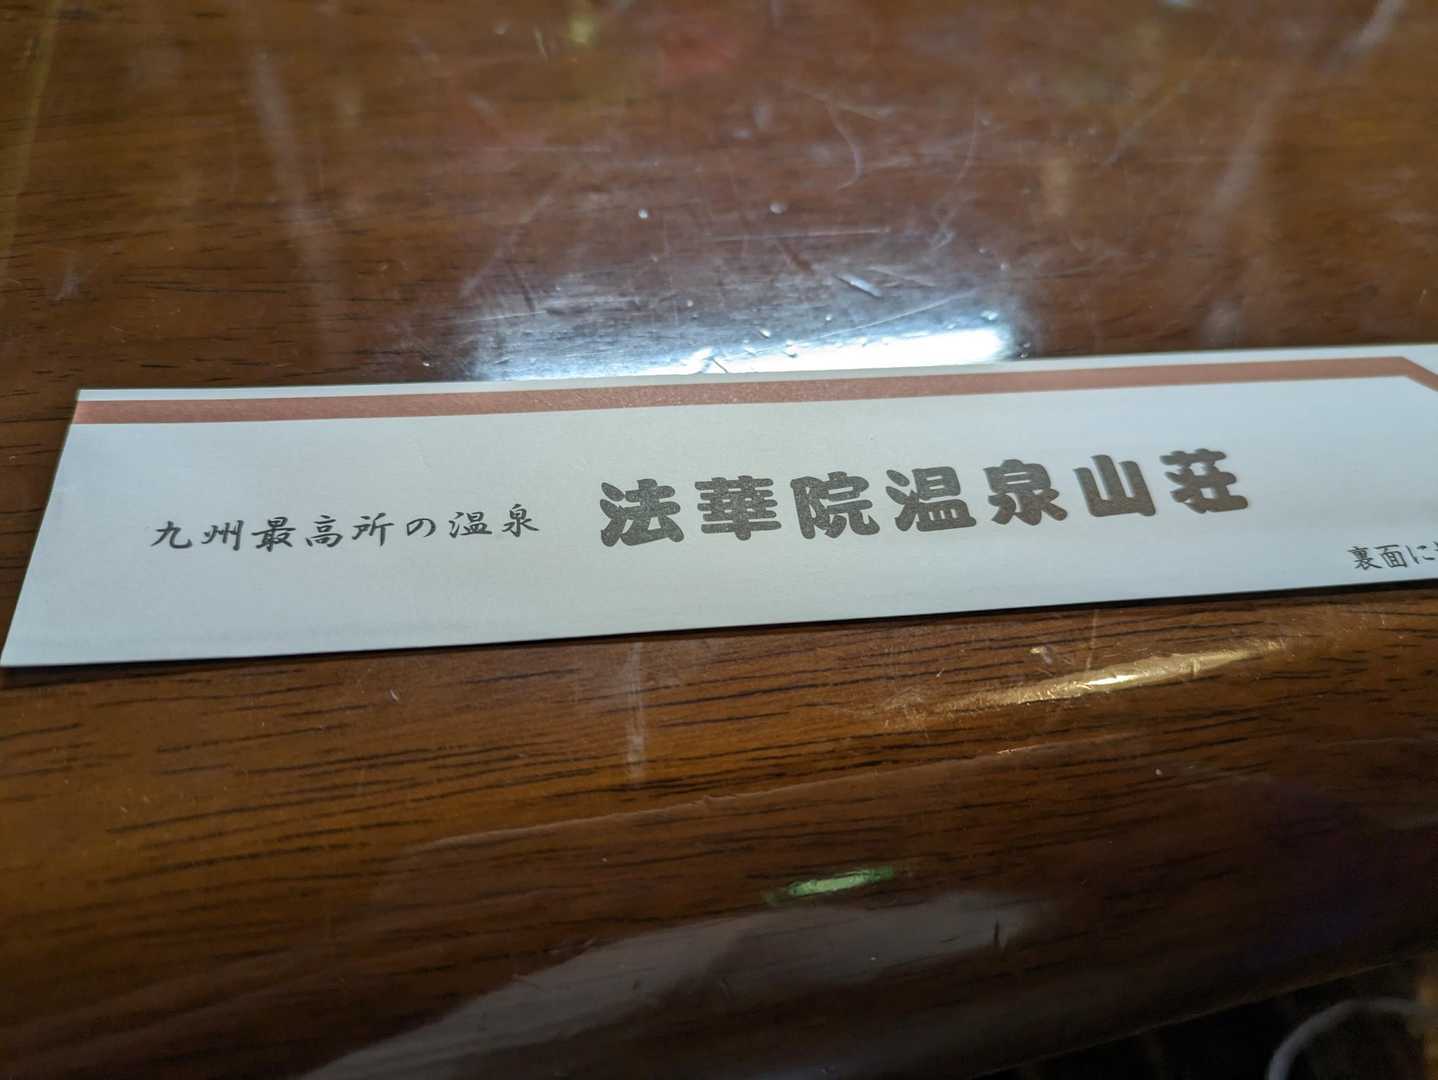 九州最高所の温泉
法華院温泉山荘
裏面に